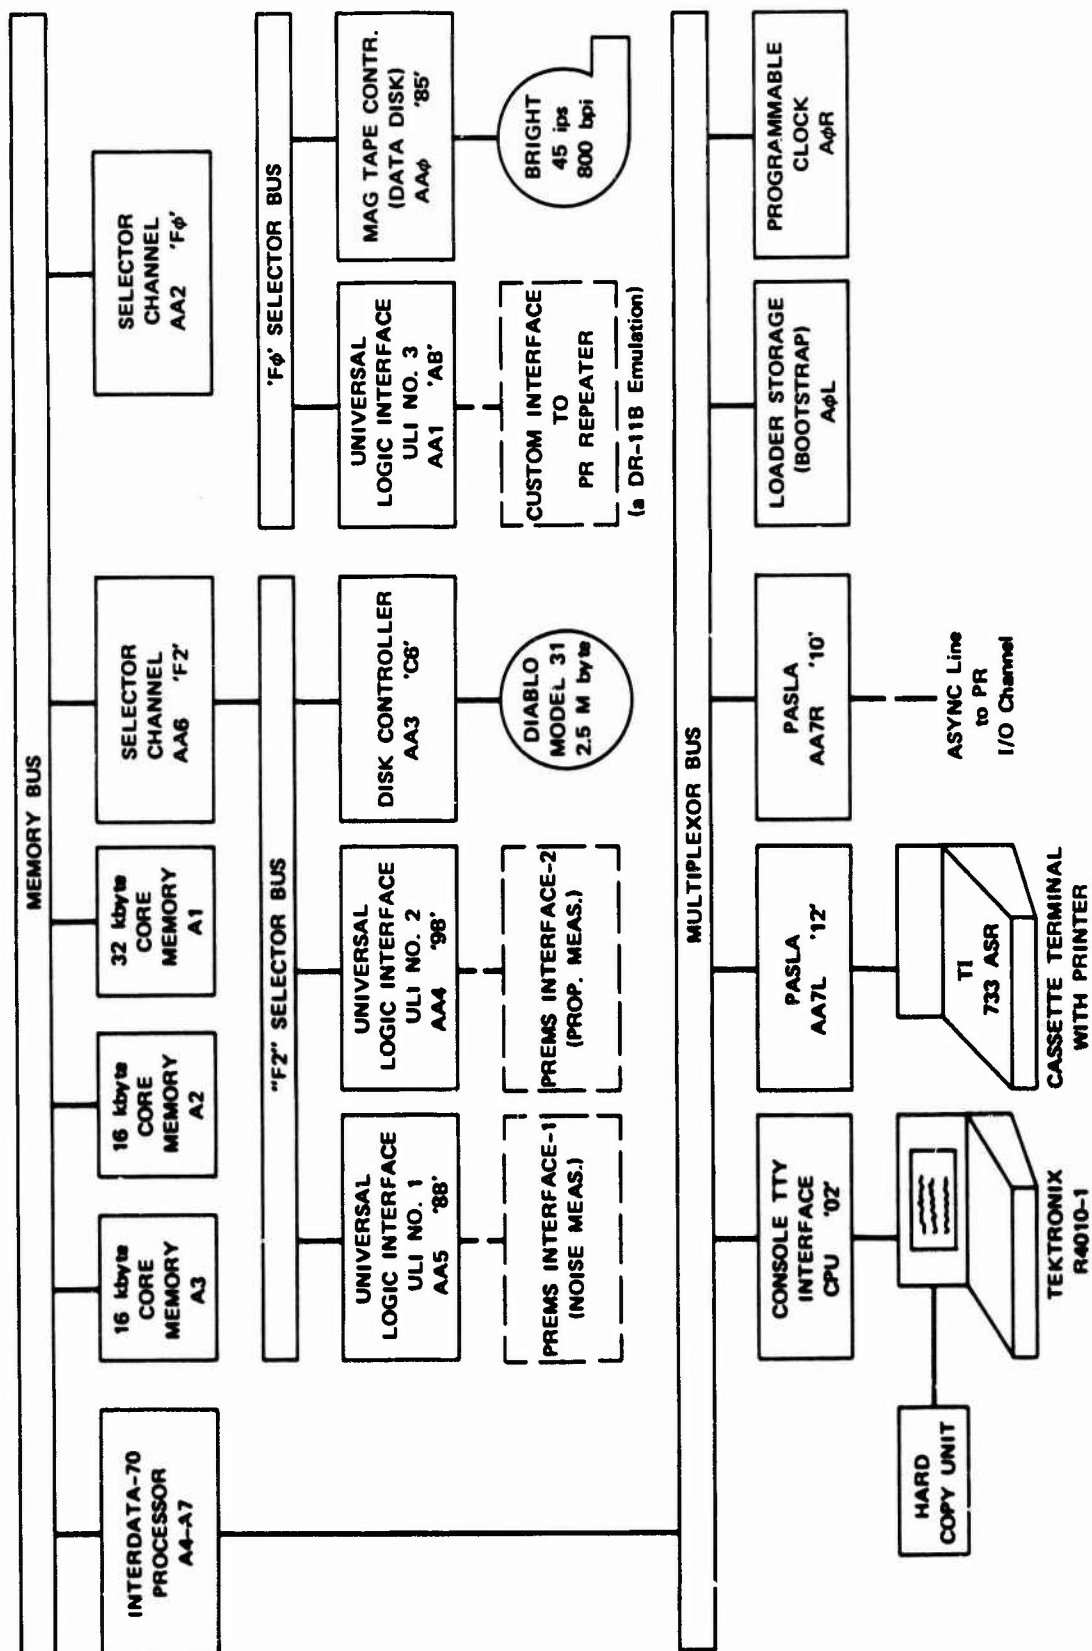 MEMORY BUS
INTERDATA-70
PROCESSOR
A4-A7
16 kbyte
CORE
MEMORY
A3
16 kbyte
CORE
MEMORY
A2
32 kbyte
CORE
MEMORY
A1
SELECTOR
CHANNEL
AA6 'F2'
SELECTOR
CHANNEL
AA2 'Fϕ'
"F2" SELECTOR BUS
'Fϕ' SELECTOR BUS
UNIVERSAL
LOGIC INTERFACE
ULI NO. 1
AA5 '8B'
UNIVERSAL
LOGIC INTERFACE
ULI NO. 2
AA4 '9B'
DISK CONTROLLER
AA3 'C6'
UNIVERSAL
LOGIC INTERFACE
ULI NO. 3
AA1 'AB'
MAG TAPE CONTR.
(DATA DISK)
AAϕ '85'
PREMS INTERFACE-1
(NOISE MEAS.)
PREMS INTERFACE-2
(PROP. MEAS.)
DIABLO
MODEL 31
2.5 M byte
CUSTOM INTERFACE
TO
PR REPEATER
(a DR-11B Emulation)
BRIGHT
45 ips
800 bpi
MULTIPLEXOR BUS
CONSOLE TTY
INTERFACE
CPU '02'
PASLA
AA7L '12'
PASLA
AA7R '10'
LOADER STORAGE
(BOOTSTRAP)
AϕL
PROGRAMMABLE
CLOCK
AϕR
HARD
COPY UNIT
TEKTRONIX
R4010-1
TI
733 ASR
CASSETTE TERMINAL
WITH PRINTER
ASYNC Line
to PR
I/O Channel